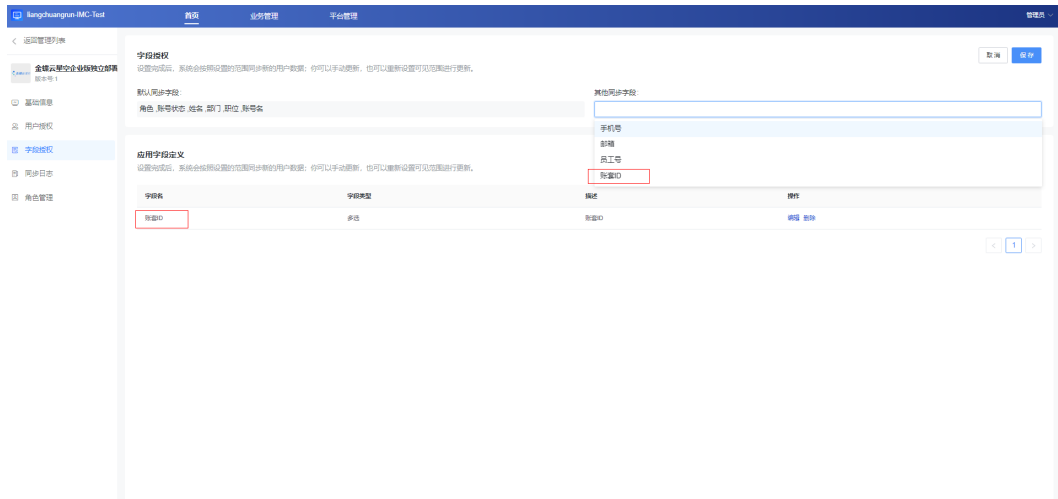 liangchuangrun-IMC-Test
首页
业务管理
平台管理
管理员
返回管理列表
金蝶云星空企业版独立部署
版本号:1
基础信息
用户授权
字段授权
同步日志
角色管理
字段授权
设置完成后，系统会按照设置的范围同步新的用户数据；你可以手动更新，也可以重新设置可见范围进行更新。
取消
保存
默认同步字段:
角色 ,账号状态 ,姓名 ,部门 ,职位 ,账号名
其他同步字段:
手机号
邮箱
员工号
账套ID
应用字段定义
设置完成后，系统会按照设置的范围同步新的用户数据；你可以手动更新，也可以重新设置可见范围进行更新。
字段名 字段类型 描述 操作
账套ID 多选 账套ID 编辑 删除
< 1 >